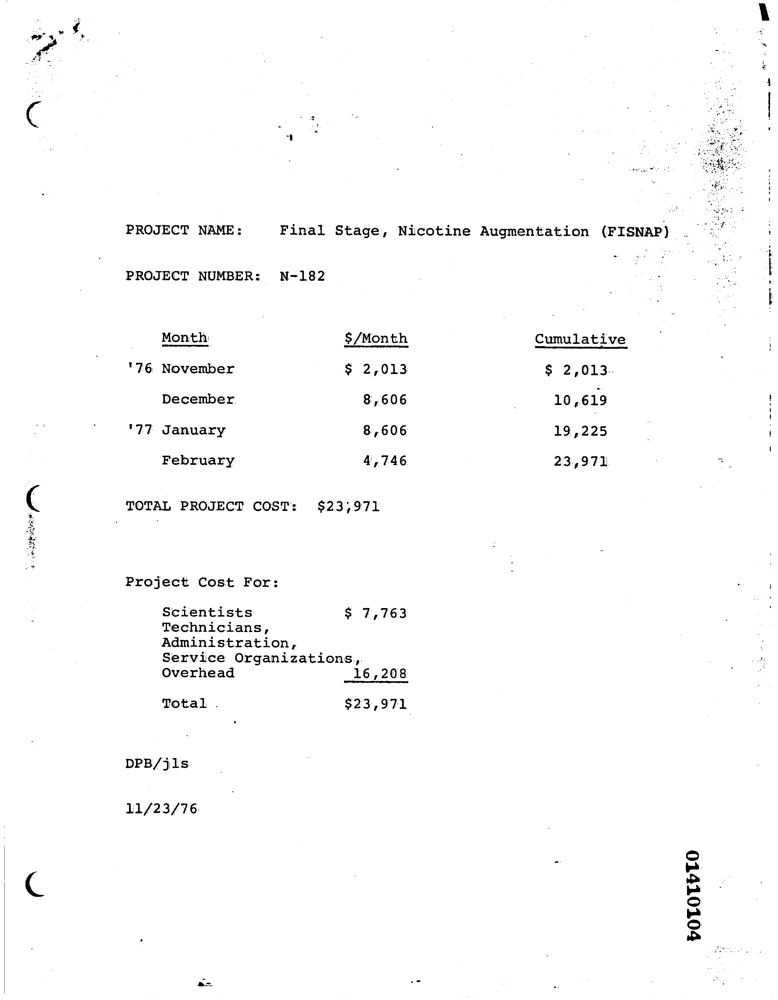 PROJECT NAME: Final Stage, Nicotine Augmentation (FISNAP)
PROJECT NUMBER: N-182
Month $/Month Cumulative
'76 November $ 2,013 $ 2,013
December 8,606 10,619
'77 January 8,606 19,225
February 4,746 23,971
TOTAL PROJECT COST: $23,971
Project Cost For:
Scientists $ 7,763
Technicians,
Administration,
Service Organizations,
Overhead 16,208
Total $23,971
DPB/jls
11/23/76
01410104